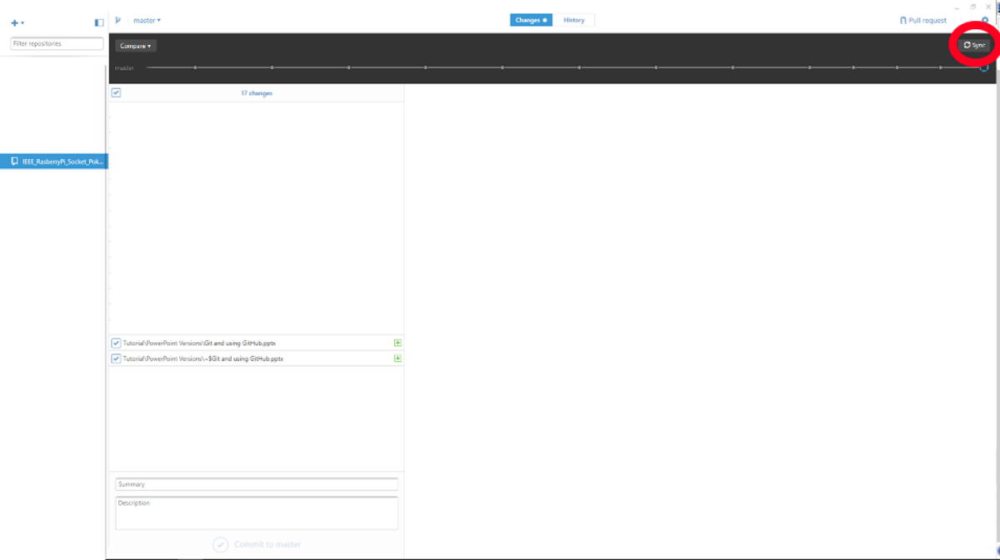 master
Changes
History
Pull request
Filter repositories
Compare
Sync
master
17 changes
IEEE_RasberryPi_Socket_Pok...
Tutorial\PowerPoint Versions\Git and using GitHub.pptx
Tutorial\PowerPoint Versions\~$Git and using GitHub.pptx
Summary
Description
Commit to master